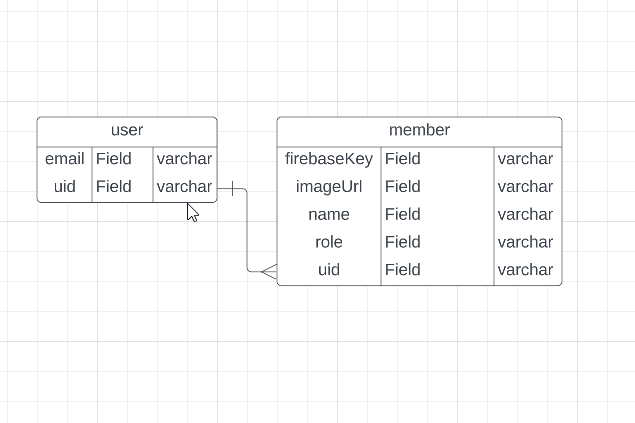 user
email Field varchar
uid Field varchar
member
firebaseKey Field varchar
imageUrl Field varchar
name Field varchar
role Field varchar
uid Field varchar